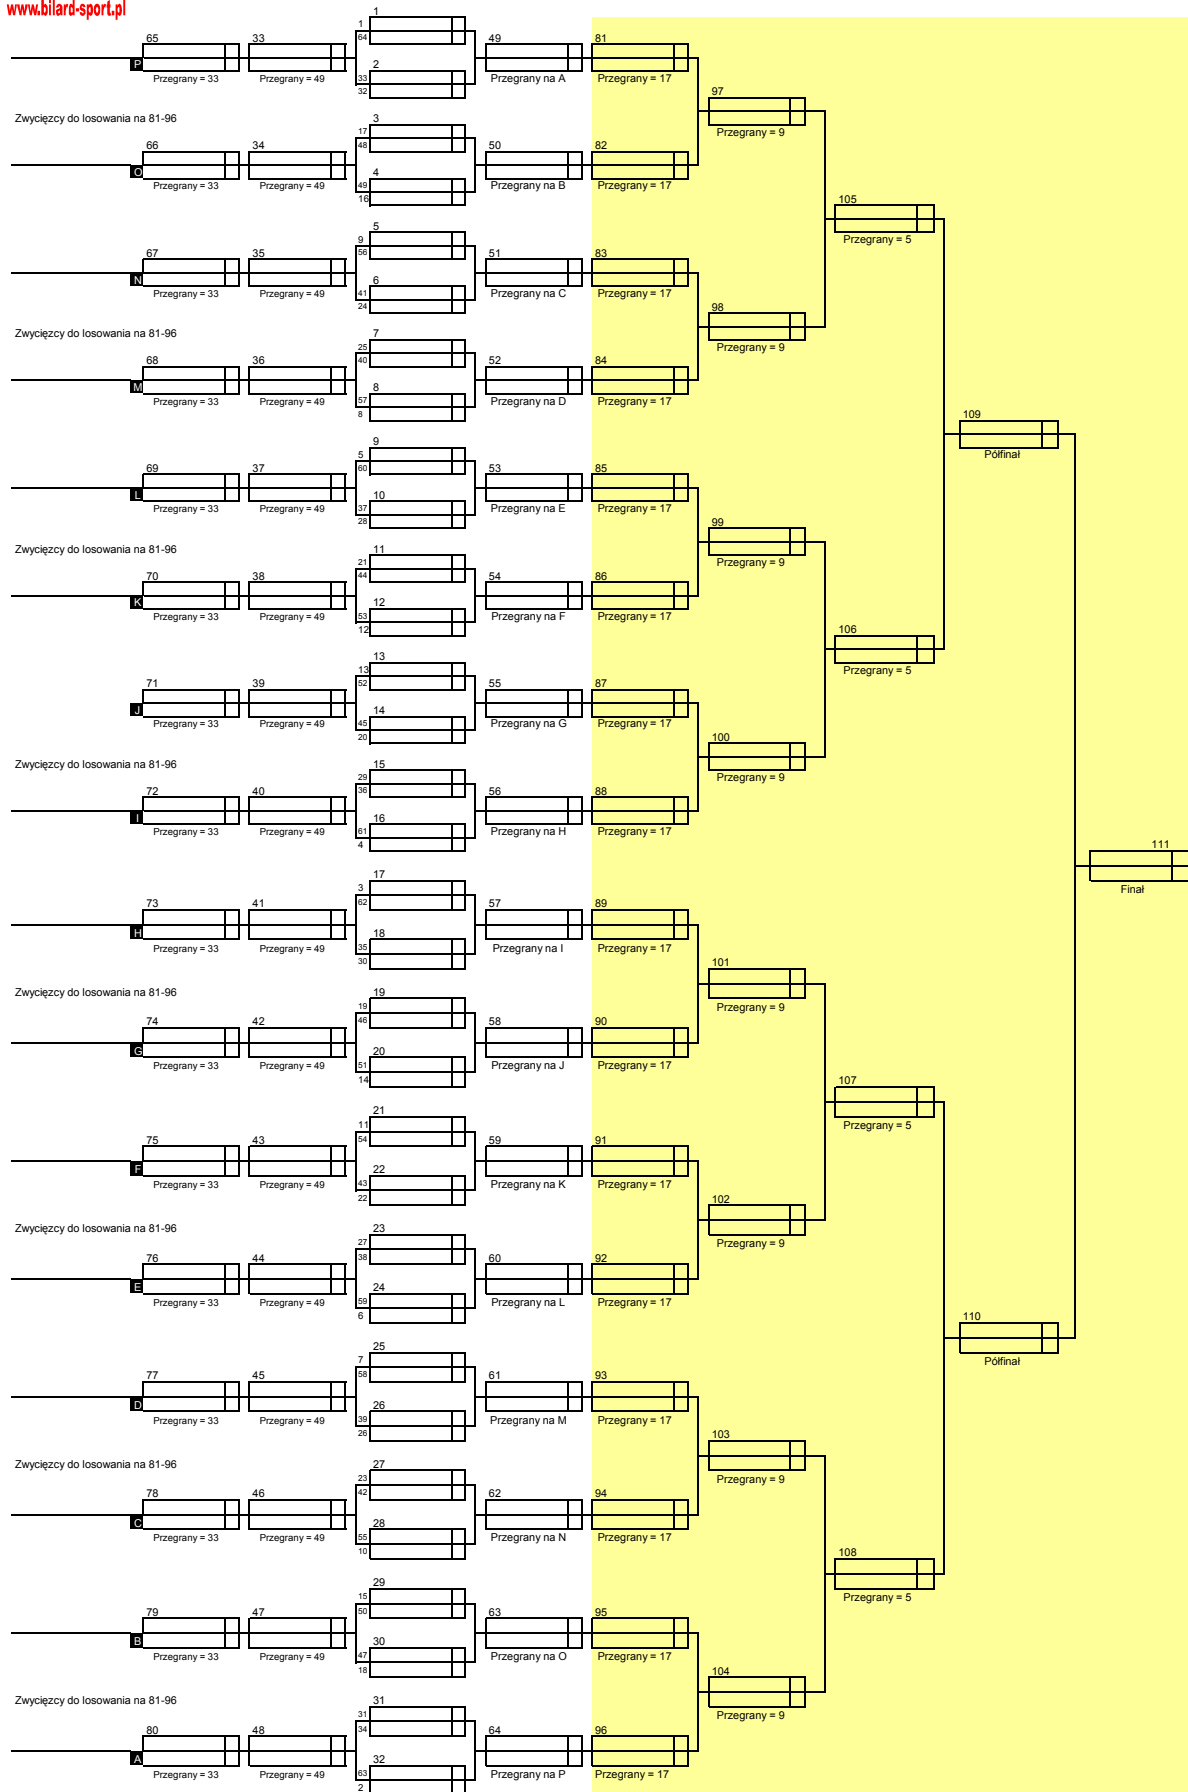 www.bilard-sport.pl
1
1
65 33 64 49 81
P 2
Przegrany = 33 Przegrany = 49 33 Przegrany na A Przegrany = 17
32 97
Zwycięzcy do losowania na 81-96 3
17 Przegrany = 9
66 34 48 50 82
O 4
Przegrany = 33 Przegrany = 49 49 Przegrany na B Przegrany = 17
16 105
5
9 Przegrany = 5
67 35 56 51 83
N 6
Przegrany = 33 Przegrany = 49 41 Przegrany na C Przegrany = 17
24 98
Zwycięzcy do losowania na 81-96 7
25 Przegrany = 9
68 36 40 52 84
M 8
Przegrany = 33 Przegrany = 49 57 Przegrany na D Przegrany = 17
8 109
9
5 Półfinał
69 37 60 53 85
L 10
Przegrany = 33 Przegrany = 49 37 Przegrany na E Przegrany = 17
28 99
Zwycięzcy do losowania na 81-96 11
21 Przegrany = 9
70 38 44 54 86
K 12
Przegrany = 33 Przegrany = 49 53 Przegrany na F Przegrany = 17
12 106
13
13 Przegrany = 5
71 39 52 55 87
J 14
Przegrany = 33 Przegrany = 49 45 Przegrany na G Przegrany = 17
20 100
Zwycięzcy do losowania na 81-96 15
29 Przegrany = 9
72 40 36 56 88
I 16
Przegrany = 33 Przegrany = 49 61 Przegrany na H Przegrany = 17
4 111
17
3 Finał
73 41 62 57 89
H 18
Przegrany = 33 Przegrany = 49 35 Przegrany na I Przegrany = 17
30 101
Zwycięzcy do losowania na 81-96 19
19 Przegrany = 9
74 42 46 58 90
G 20
Przegrany = 33 Przegrany = 49 51 Przegrany na J Przegrany = 17
14 107
21
11 Przegrany = 5
75 43 54 59 91
F 22
Przegrany = 33 Przegrany = 49 43 Przegrany na K Przegrany = 17
22 102
Zwycięzcy do losowania na 81-96 23
27 Przegrany = 9
76 44 38 60 92
E 24
Przegrany = 33 Przegrany = 49 59 Przegrany na L Przegrany = 17
6 110
25
7 Półfinał
77 45 58 61 93
D 26
Przegrany = 33 Przegrany = 49 39 Przegrany na M Przegrany = 17
26 103
Zwycięzcy do losowania na 81-96 27
23 Przegrany = 9
78 46 42 62 94
C 28
Przegrany = 33 Przegrany = 49 55 Przegrany na N Przegrany = 17
10 108
29
15 Przegrany = 5
79 47 50 63 95
B 30
Przegrany = 33 Przegrany = 49 47 Przegrany na O Przegrany = 17
18 104
Zwycięzcy do losowania na 81-96 31
31 Przegrany = 9
80 48 34 64 96
A 32
Przegrany = 33 Przegrany = 49 63 Przegrany na P Przegrany = 17
2